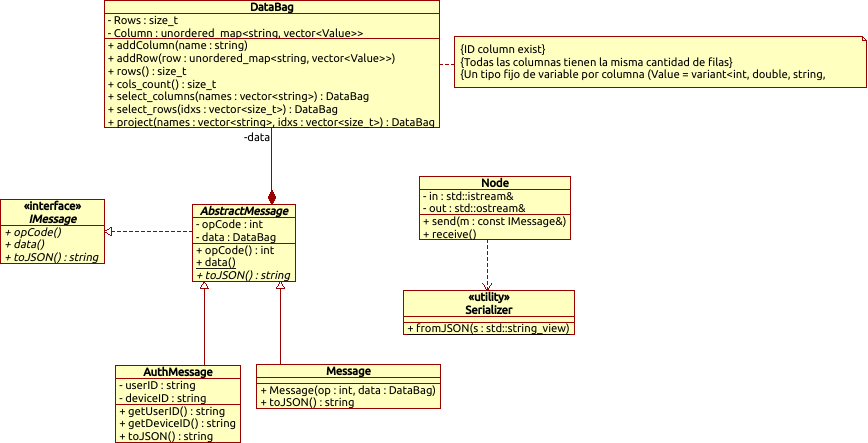 DataBag
- Rows : size_t
- Column : unordered_map<string, vector<Value>>
+ addColumn(name : string)
+ addRow(row : unordered_map<string, vector<Value>>)
+ rows() : size_t
+ cols_count() : size_t
+ select_columns(names : vector<string>) : DataBag
+ select_rows(idxs : vector<size_t>) : DataBag
+ project(names : vector<string>, idxs : vector<size_t>) : DataBag
{ID column exist}
{Todas las columnas tienen la misma cantidad de filas}
{Un tipo fijo de variable por columna (Value = variant<int, double, string,
-data
«interface»
IMessage
+ opCode()
+ data()
+ toJSON() : string
AbstractMessage
- opCode : int
- data : DataBag
+ opCode() : int
+ data()
+ toJSON() : string
Node
- in : std::istream&
- out : std::ostream&
+ send(m : const IMessage&)
+ receive()
«utility»
Serializer
+ fromJSON(s : std::string_view)
AuthMessage
- userID : string
- deviceID : string
+ getUserID() : string
+ getDeviceID() : string
+ toJSON() : string
Message
+ Message(op : int, data : DataBag)
+ toJSON() : string